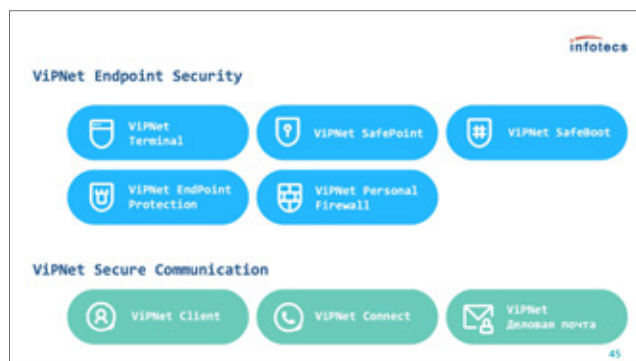 infotecs
ViPNet Endpoint Security
ViPNet
Terminal
ViPNet SafePoint
ViPNet SafeBoot
ViPNet EndPoint
Protection
ViPNet Personal
Firewall
ViPNet Secure Communication
ViPNet Client
ViPNet Connect
ViPNet
Деловая почта
45